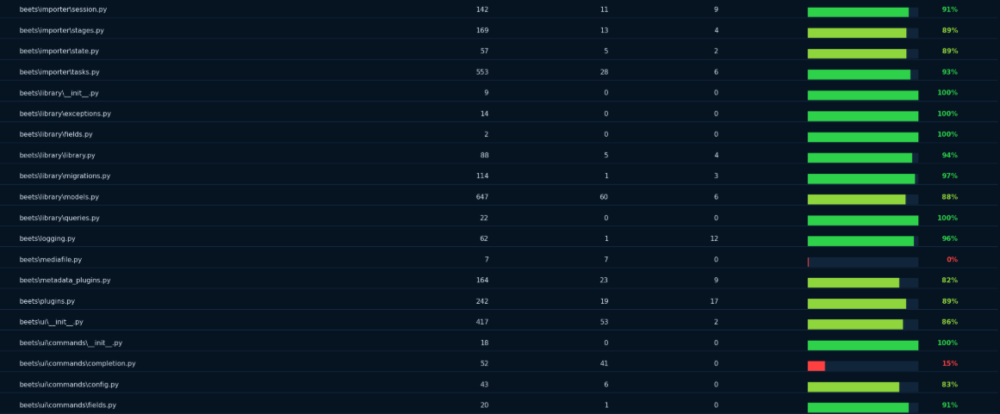 beets\importer\session.py 142 11 9 91%
beets\importer\stages.py 169 13 4 89%
beets\importer\state.py 57 5 2 89%
beets\importer\tasks.py 553 28 6 93%
beets\library\__init__.py 9 0 0 100%
beets\library\exceptions.py 14 0 0 100%
beets\library\fields.py 2 0 0 100%
beets\library\library.py 88 5 4 94%
beets\library\migrations.py 114 1 3 97%
beets\library\models.py 647 60 6 88%
beets\library\queries.py 22 0 0 100%
beets\logging.py 62 1 12 96%
beets\mediafile.py 7 7 0 0%
beets\metadata_plugins.py 164 23 9 82%
beets\plugins.py 242 19 17 89%
beets\ui\__init__.py 417 53 2 86%
beets\ui\commands\__init__.py 18 0 0 100%
beets\ui\commands\completion.py 52 41 0 15%
beets\ui\commands\config.py 43 6 0 83%
beets\ui\commands\fields.py 20 1 0 91%